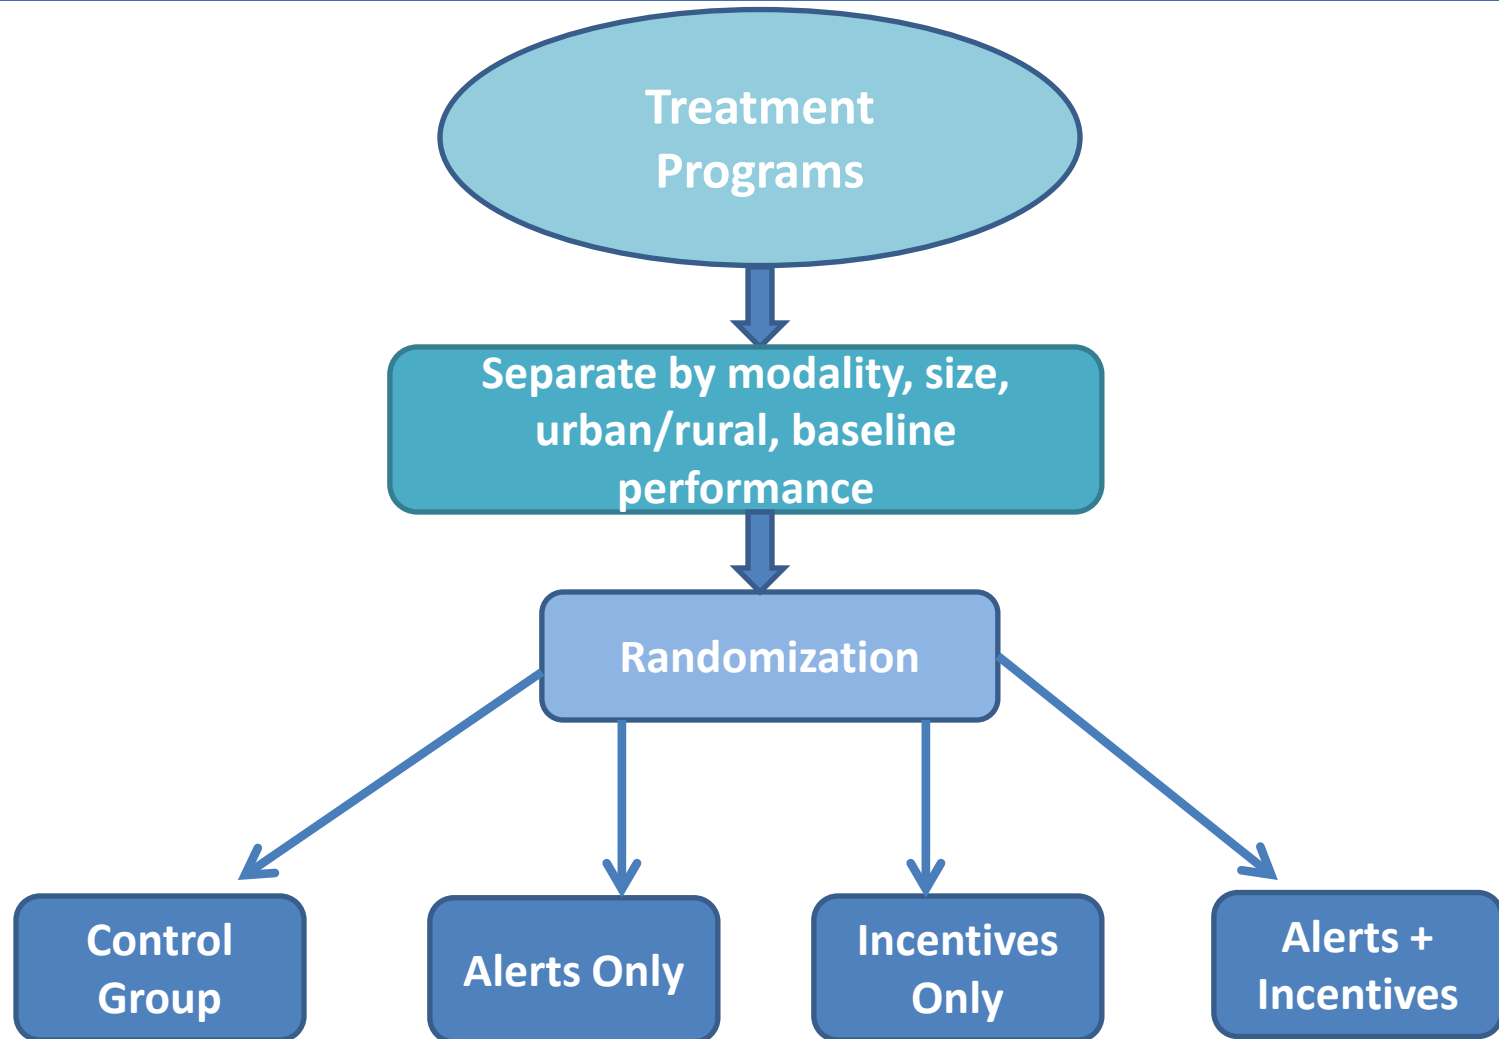 Treatment
Programs
Separate by modality, size,
urban/rural, baseline
performance
Randomization
Control
Group
Alerts Only
Incentives
Only
Alerts +
Incentives